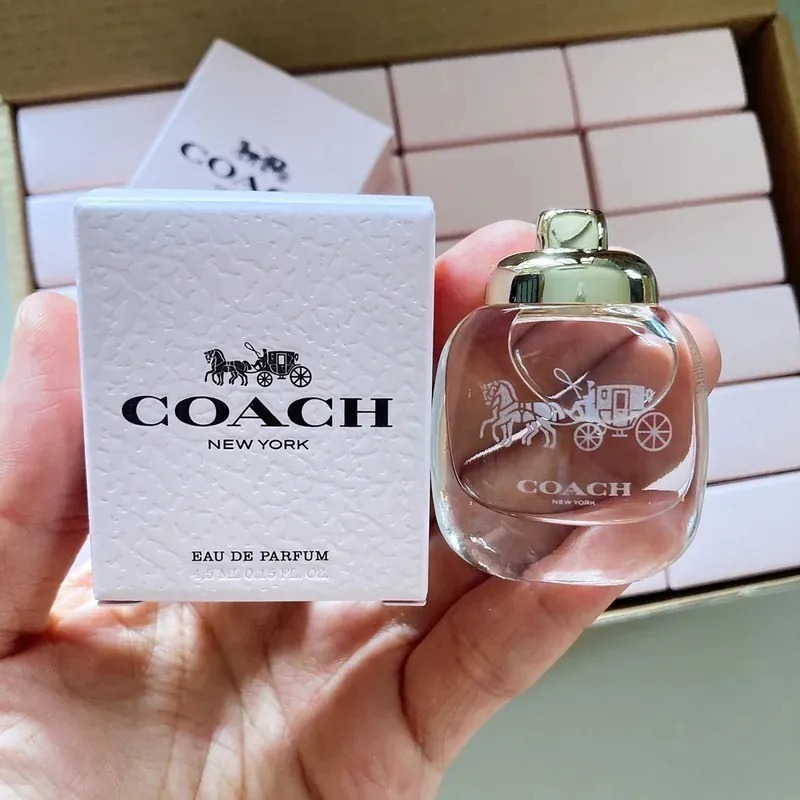 COACH
COACH
NEW YORK
EAU DE PARFUM
4,5 ML 0.15 FL. OZ
COACH
NEW YORK